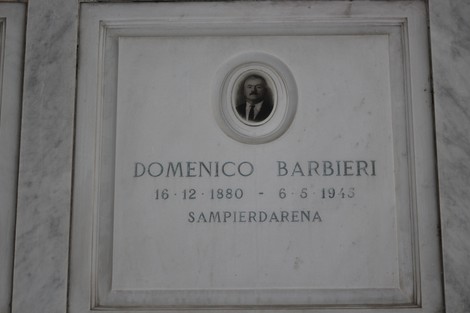 DOMENICO BARBIERI
16·12·1880 - 6·5·1943
SAMPIERDARENA